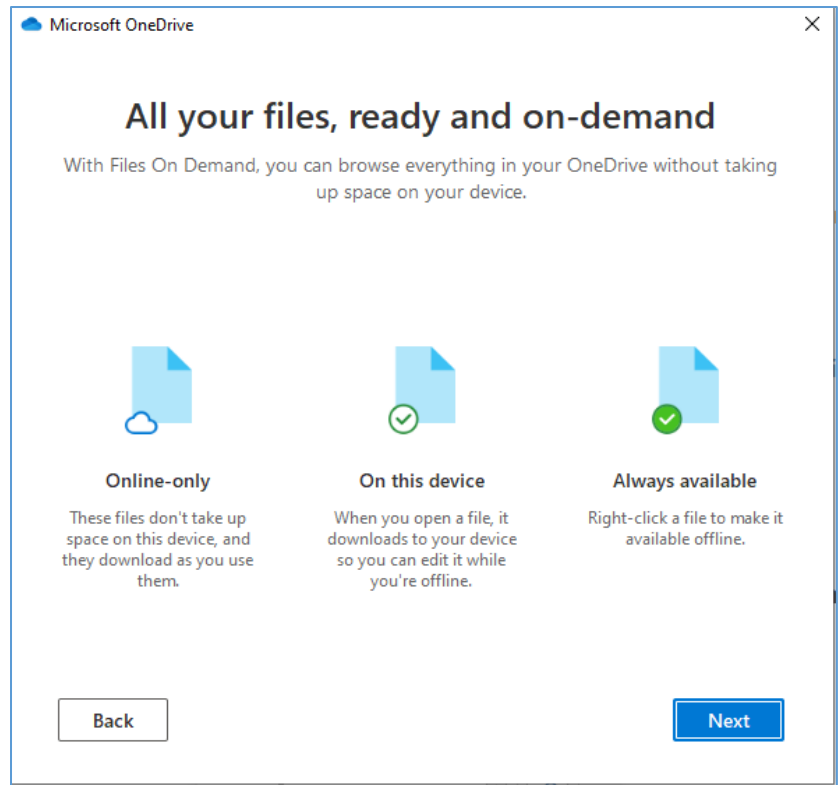 Microsoft OneDrive
All your files, ready and on-demand
With Files On Demand, you can browse everything in your OneDrive without taking
up space on your device.
Online-only
These files don't take up
space on this device, and
they download as you use
them.
On this device
When you open a file, it
downloads to your device
so you can edit it while
you're offline.
Always available
Right-click a file to make it
available offline.
Back
Next